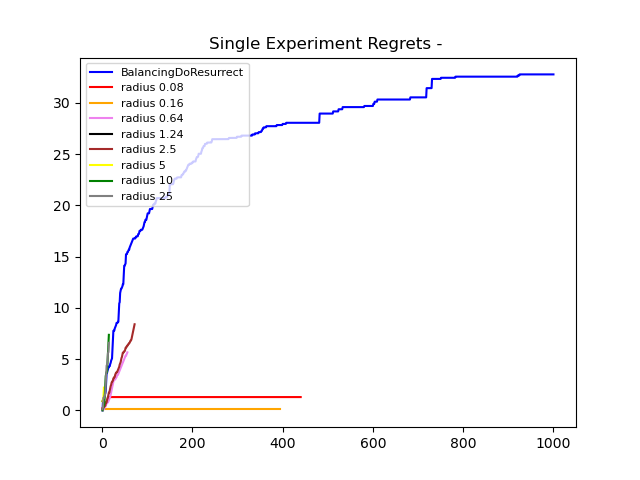 Single Experiment Regrets -
BalancingDoResurrect
radius 0.08
radius 0.16
radius 0.64
radius 1.24
radius 2.5
radius 5
radius 10
radius 25
30
25
20
15
10
5
0
0 200 400 600 800 1000